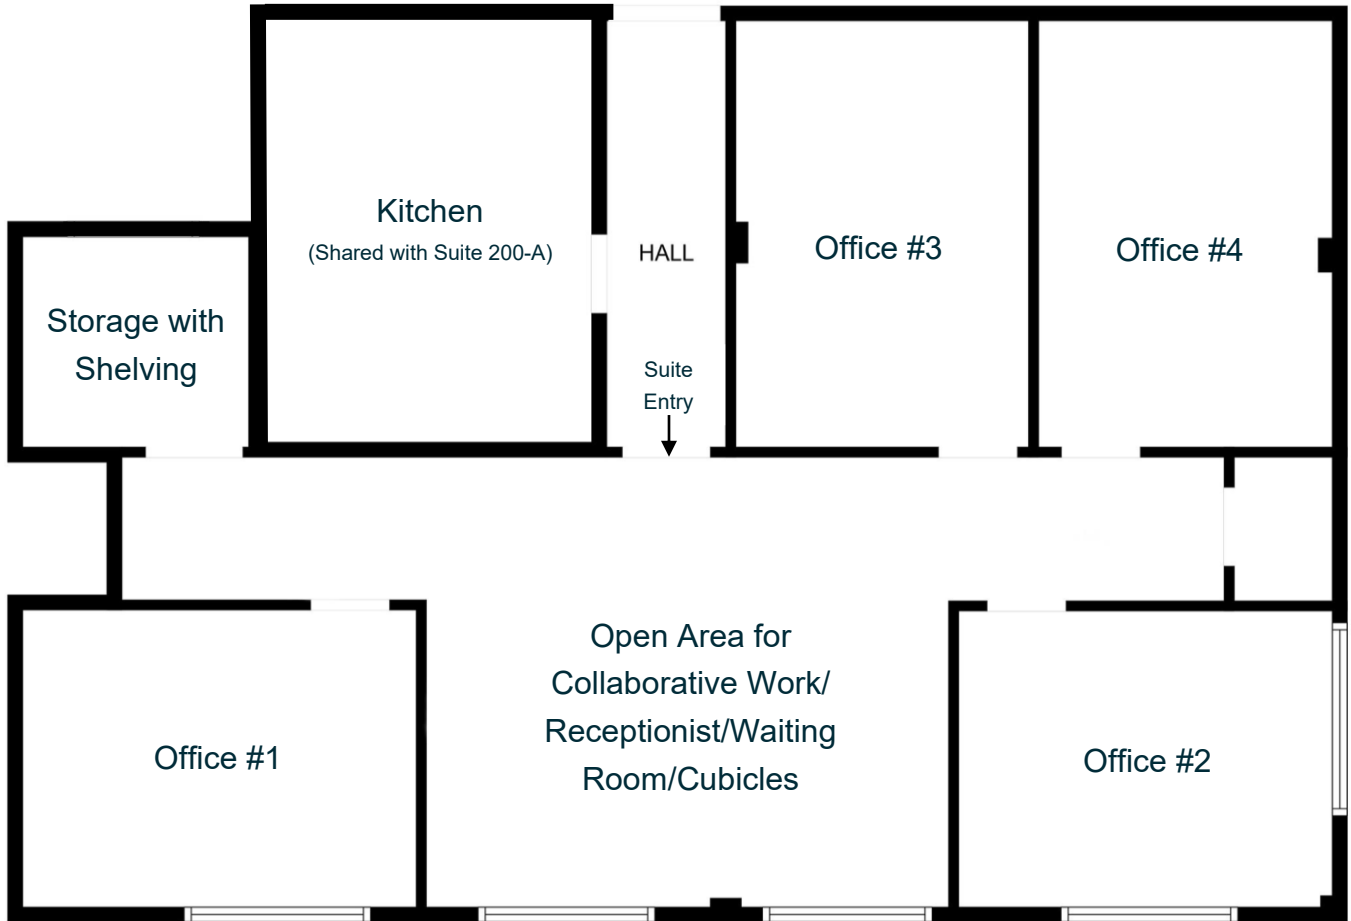 Kitchen
(Shared with Suite 200-A)
HALL
Office #3
Office #4
Storage with
Shelving
Suite
Entry
Open Area for
Collaborative Work/
Receptionist/Waiting
Room/Cubicles
Office #1
Office #2